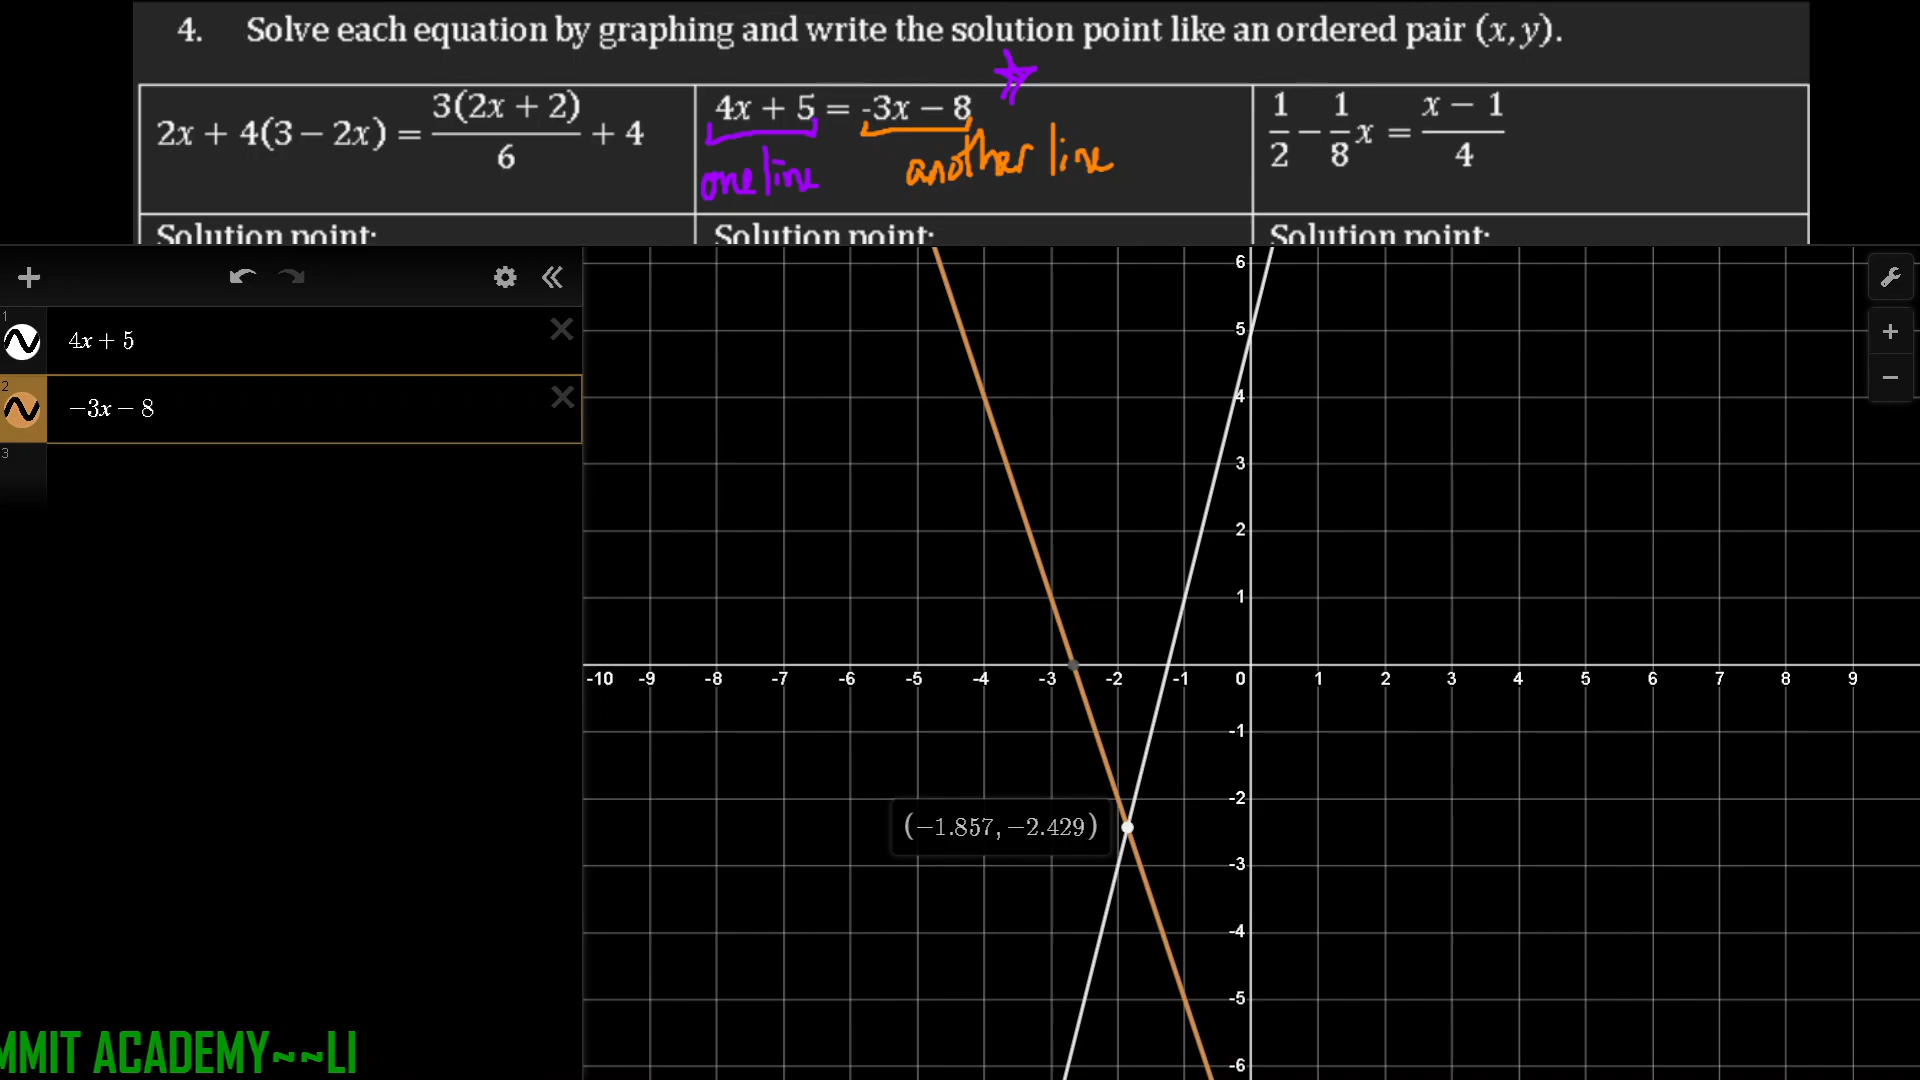 4. Solve each equation by graphing and write the solution point like an ordered pair (x, y).
2x + 4(3 − 2x) = 3(2x + 2)/6 + 4
4x + 5 = -3x − 8
1/2 − 1/8 x = x − 1/4
one line
another line
Solution point:
Solution point:
Solution point:
1
4x + 5
2
−3x − 8
3
6
5
4
3
2
1
-10 -9 -8 -7 -6 -5 -4 -3 -2 -1 0 1 2 3 4 5 6 7 8 9
-1
-2
(−1.857, −2.429)
-3
-4
-5
-6
MMIT ACADEMY~~LI